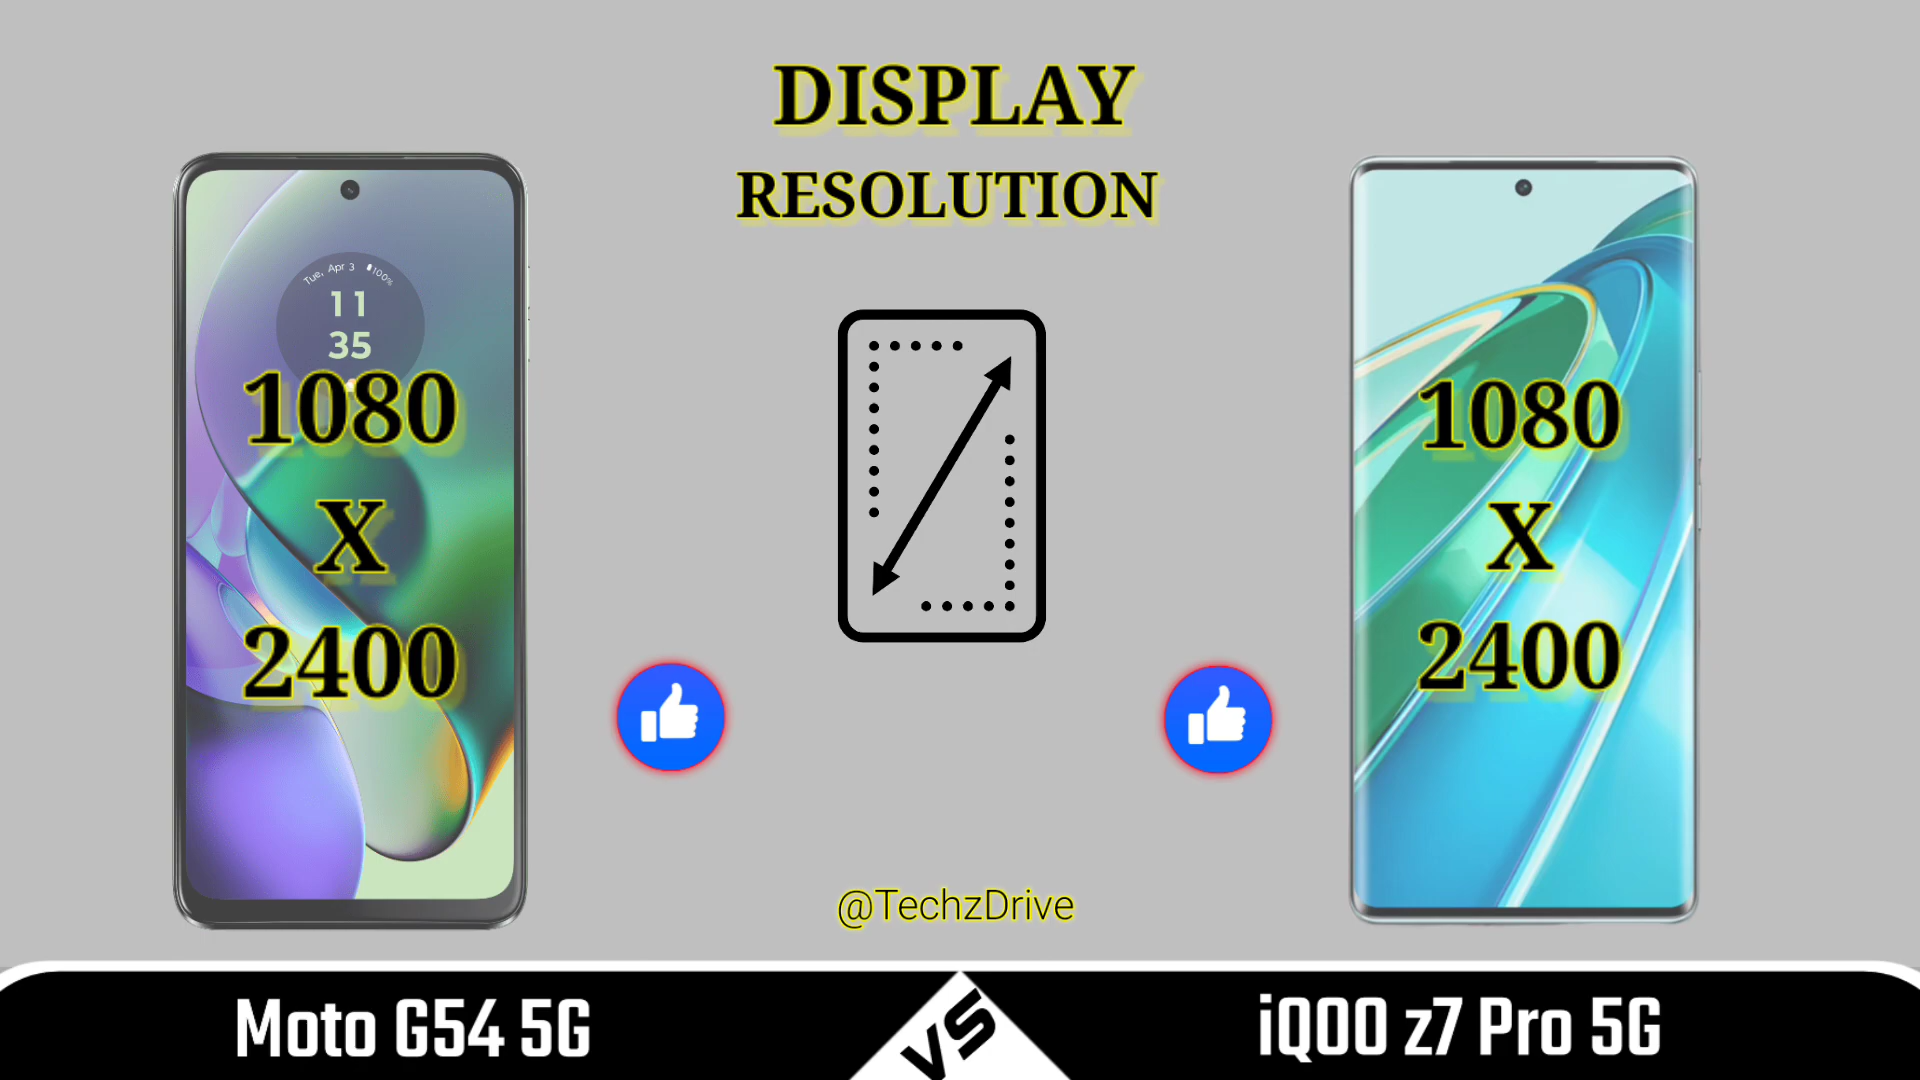 DISPLAY
RESOLUTION
Tue, Apr 3 100%
11
35
1080
X
2400
1080
X
2400
@TechzDrive
Moto G54 5G
VS
iQOO z7 Pro 5G